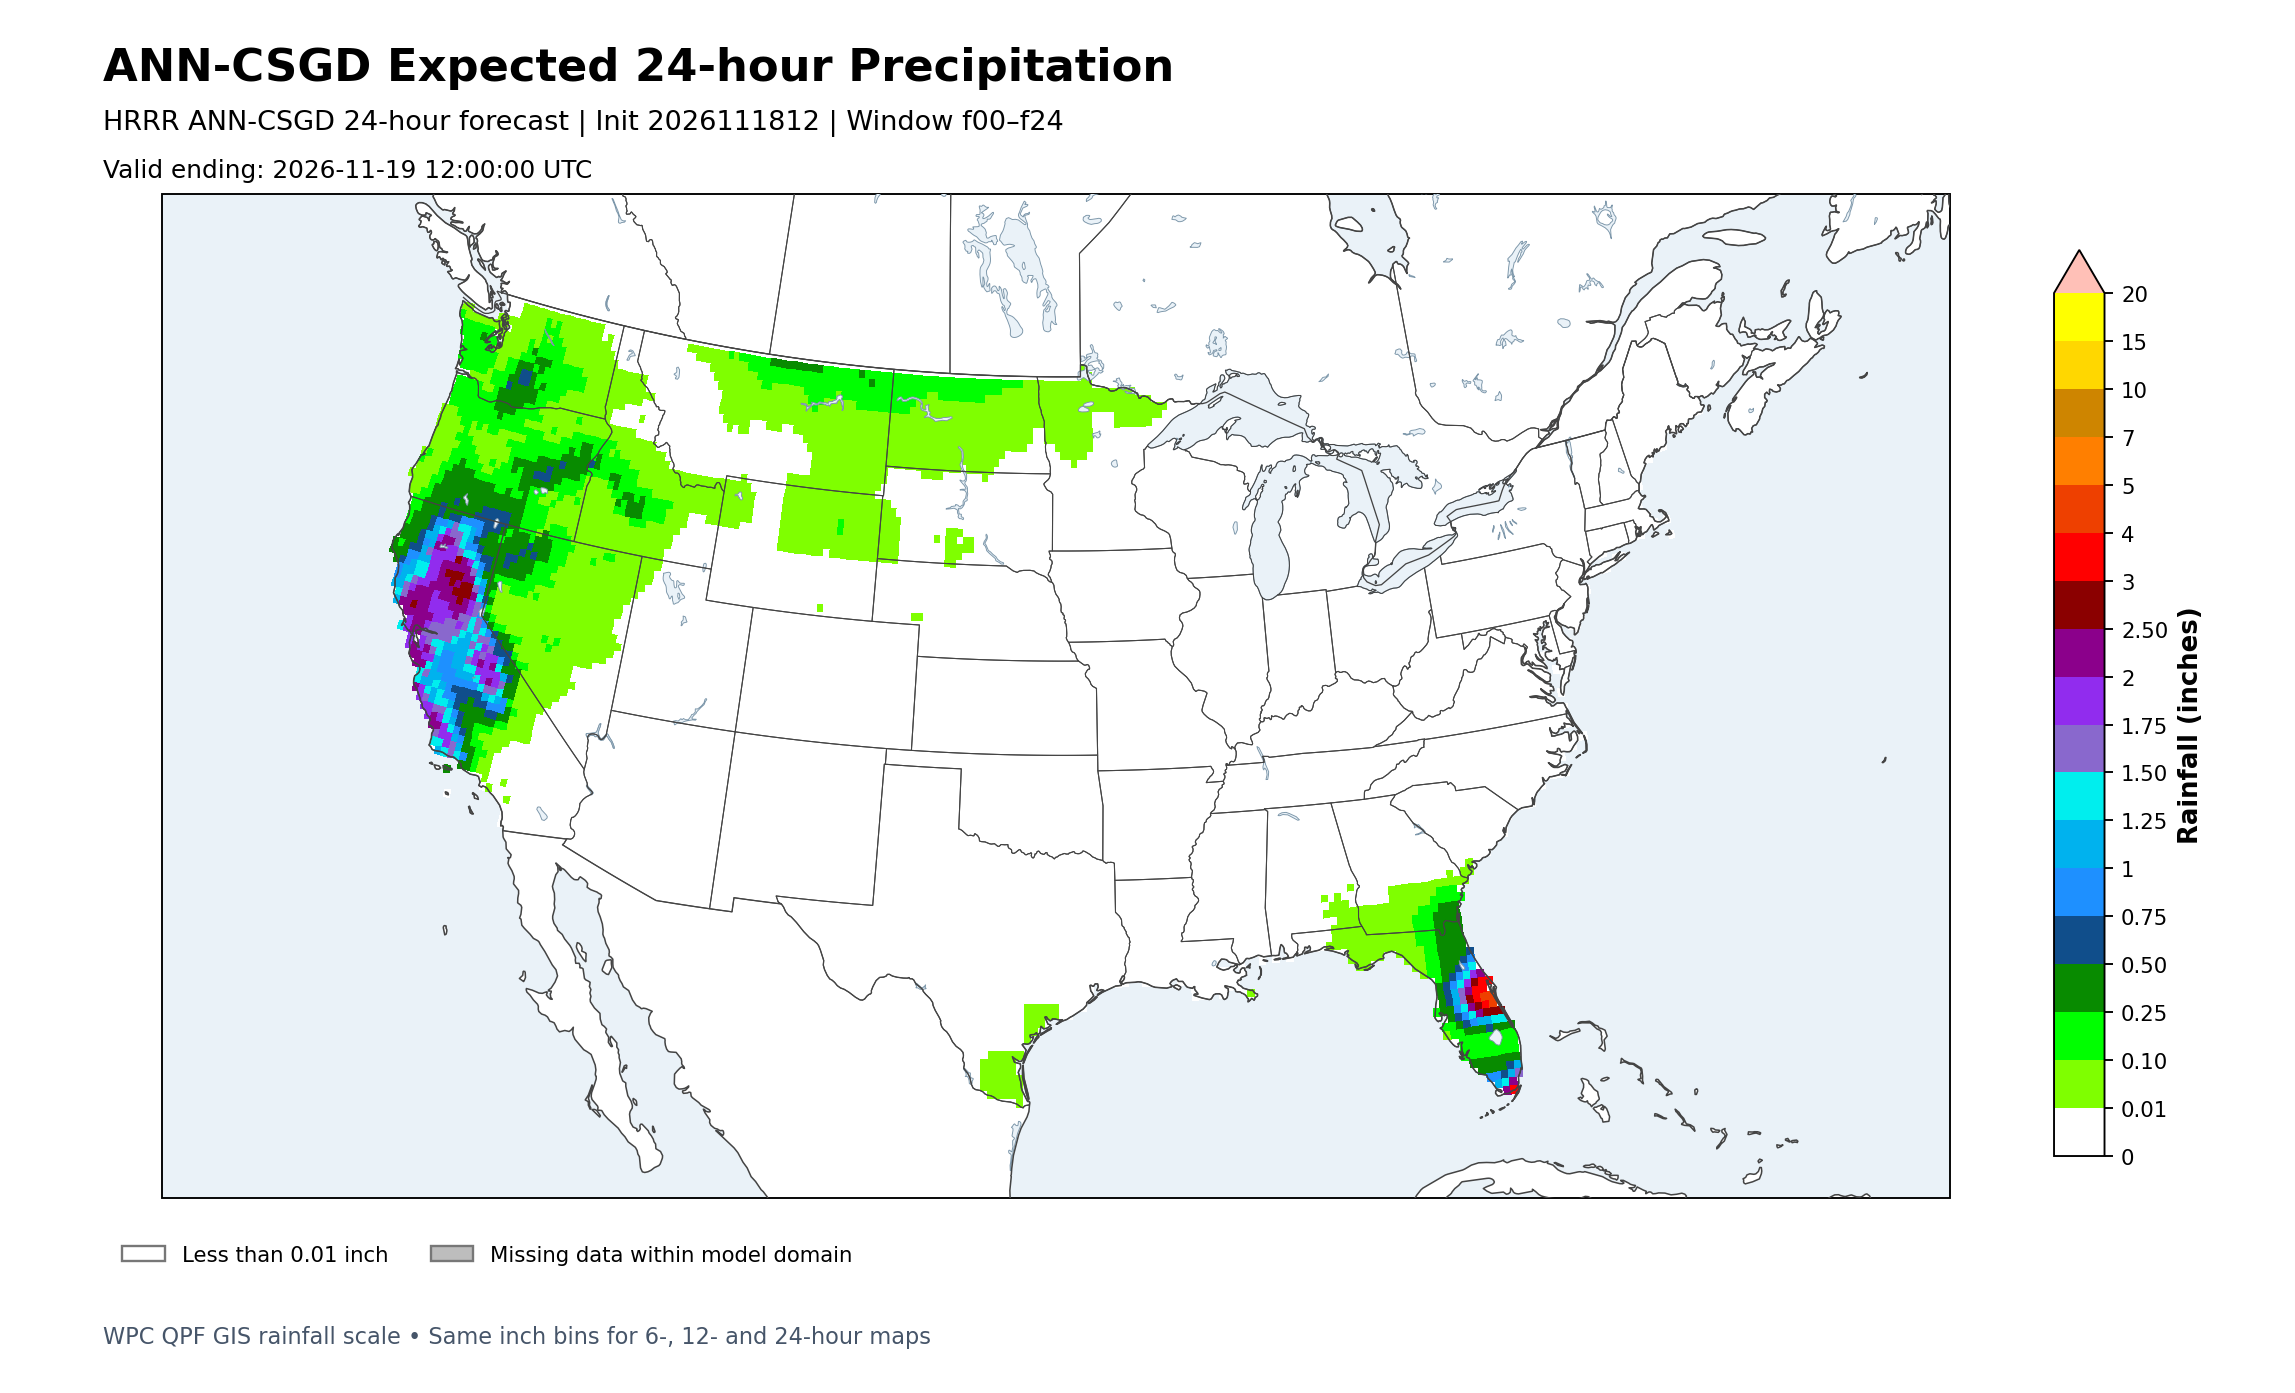 ANN-CSGD Expected 24-hour Precipitation
HRRR ANN-CSGD 24-hour forecast | Init 2026111812 | Window f00–f24
Valid ending: 2026-11-19 12:00:00 UTC
20
15
10
7
5
4
3
2.50
2
1.75
1.50
1.25
1
0.75
0.50
0.25
0.10
0.01
0
Rainfall (inches)
Less than 0.01 inch
Missing data within model domain
WPC QPF GIS rainfall scale • Same inch bins for 6-, 12- and 24-hour maps